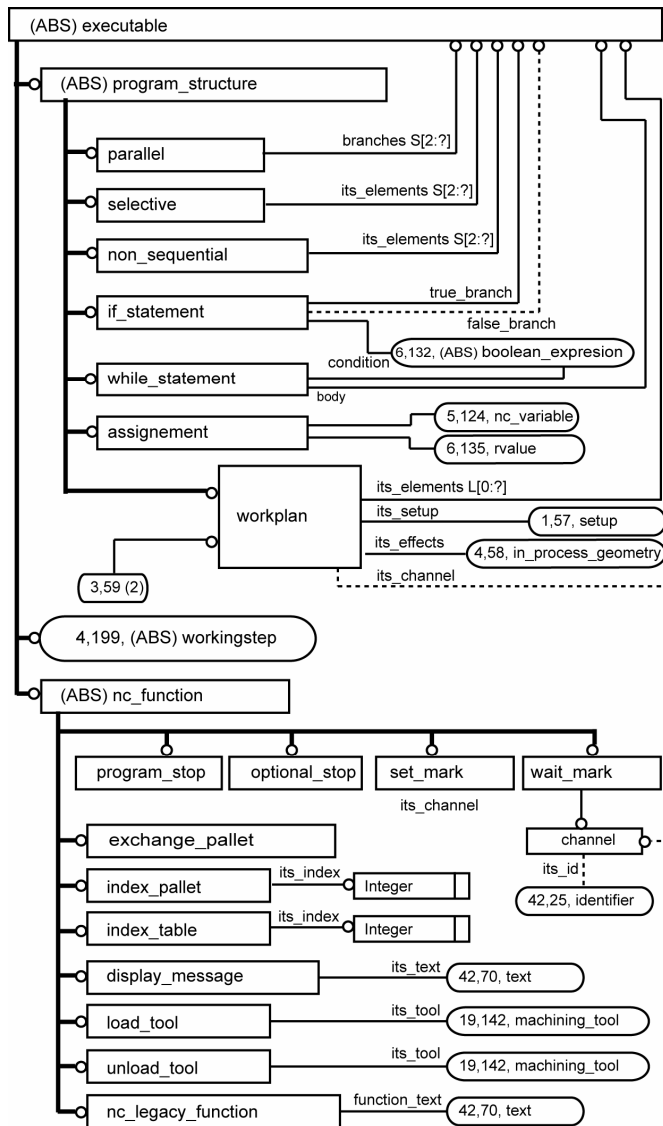 (ABS) executable
(ABS) program_structure
parallel
branches S[2:?]
selective
its_elements S[2:?]
non_sequential
its_elements S[2:?]
if_statement
true_branch
false_branch
condition
6,132, (ABS) boolean_expresion
while_statement
body
assignement
5,124, nc_variable
6,135, rvalue
workplan
its_elements L[0:?]
its_setup
1,57, setup
its_effects
4,58, in_process_geometry
its_channel
3,59 (2)
4,199, (ABS) workingstep
(ABS) nc_function
program_stop
optional_stop
set_mark
wait_mark
its_channel
exchange_pallet
channel
its_id
index_pallet
its_index
Integer
42,25, identifier
index_table
its_index
Integer
display_message
its_text
42,70, text
load_tool
its_tool
19,142, machining_tool
unload_tool
its_tool
19,142, machining_tool
nc_legacy_function
function_text
42,70, text